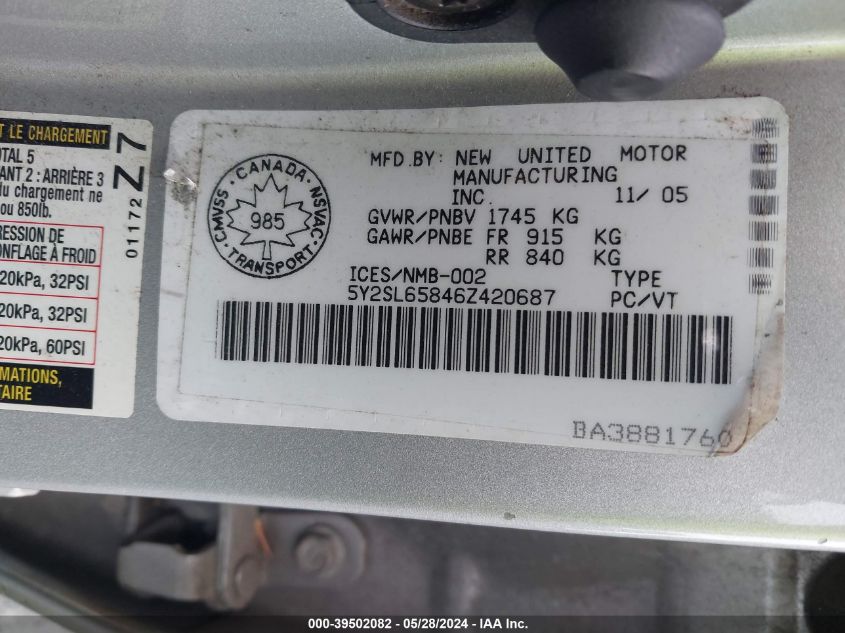 T LE CHARGEMENT
OTAL 5
ANT 2 : ARRIÈRE 3
du chargement ne
ou 850lb.
RESSION DE
ONFLAGE À FROID
20kPa, 32PSI
20kPa, 32PSI
20kPa, 60PSI
MATIONS,
TAIRE
01172 Z 7
CMVSS · CANADA · NSVAC
985
TRANSPORT
MFD.BY: NEW UNITED MOTOR
MANUFACTURING
INC. 11/ 05
GVWR/PNBV 1745 KG
GAWR/PNBE FR 915 KG
RR 840 KG
ICES/NMB-002 TYPE
5Y2SL65846Z420687 PC/VT
BA3881760
000-39502082 / 05/28/2024 - IAA Inc.